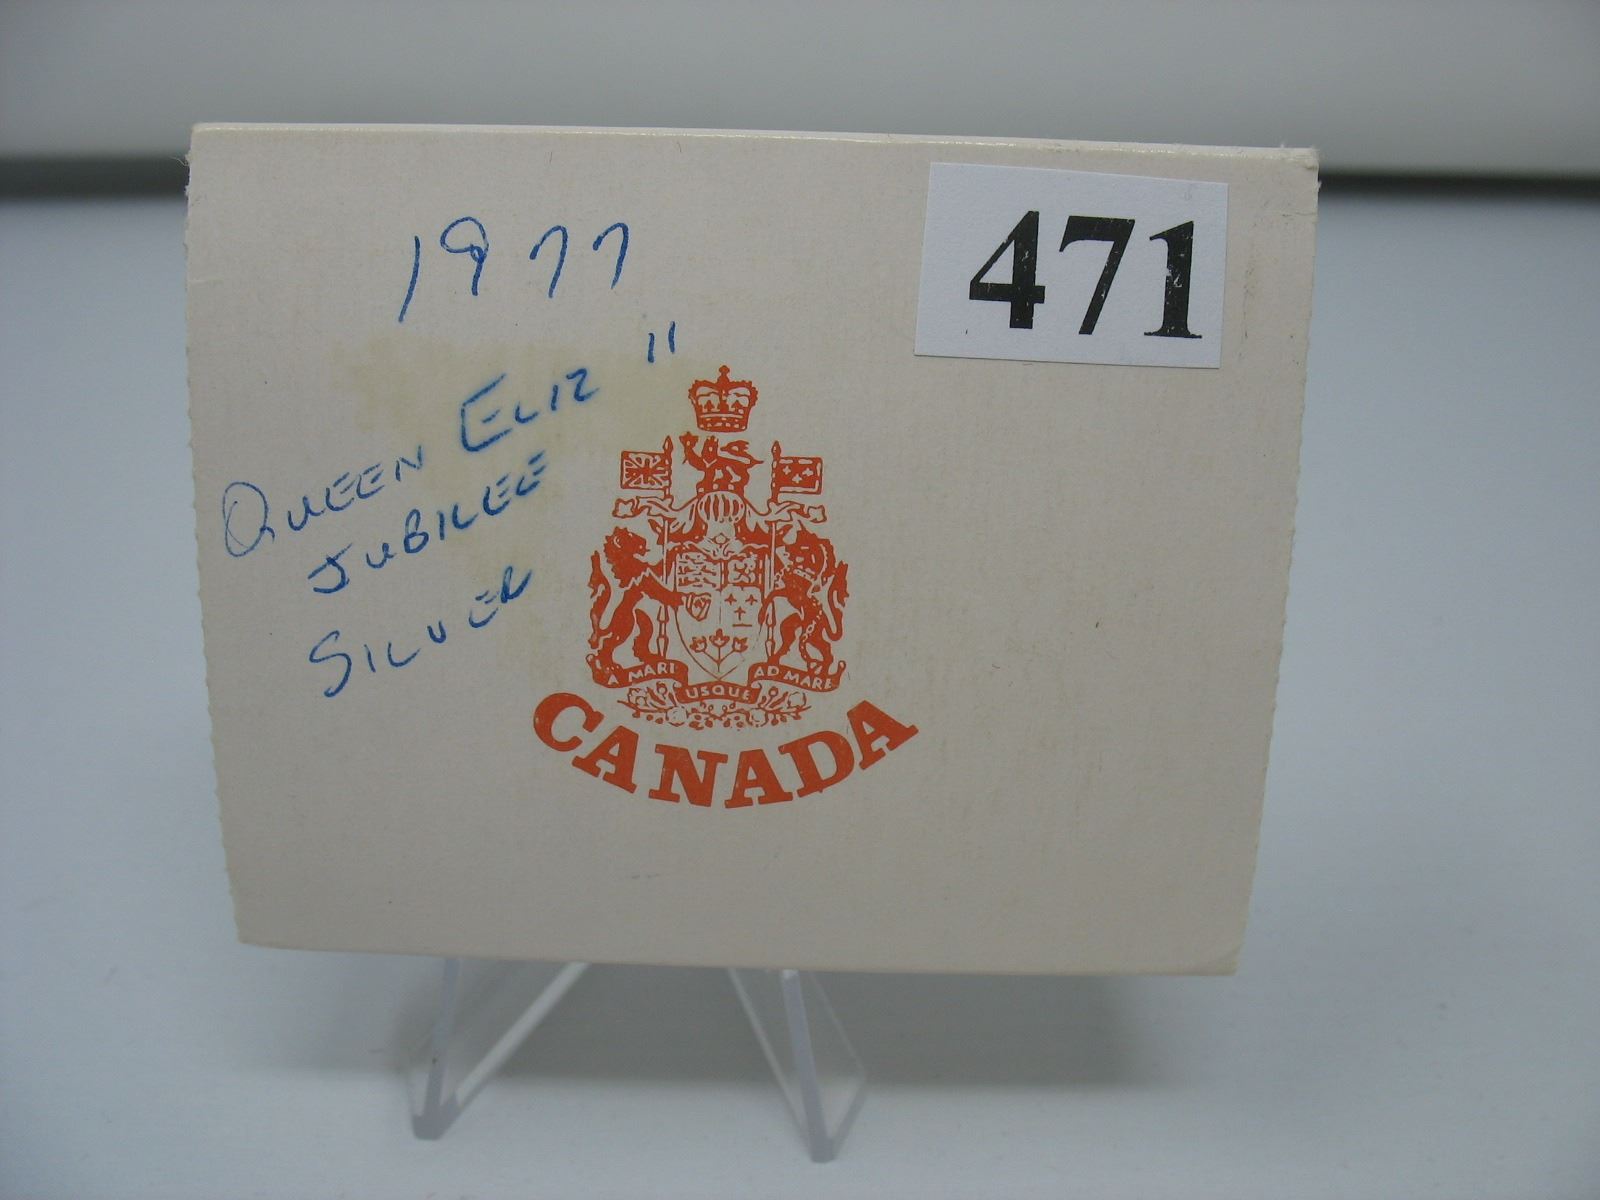 1977
471
QUEEN ELIZ II
JUBILEE
SILVER
A MARI USQUE AD MARE
CANADA